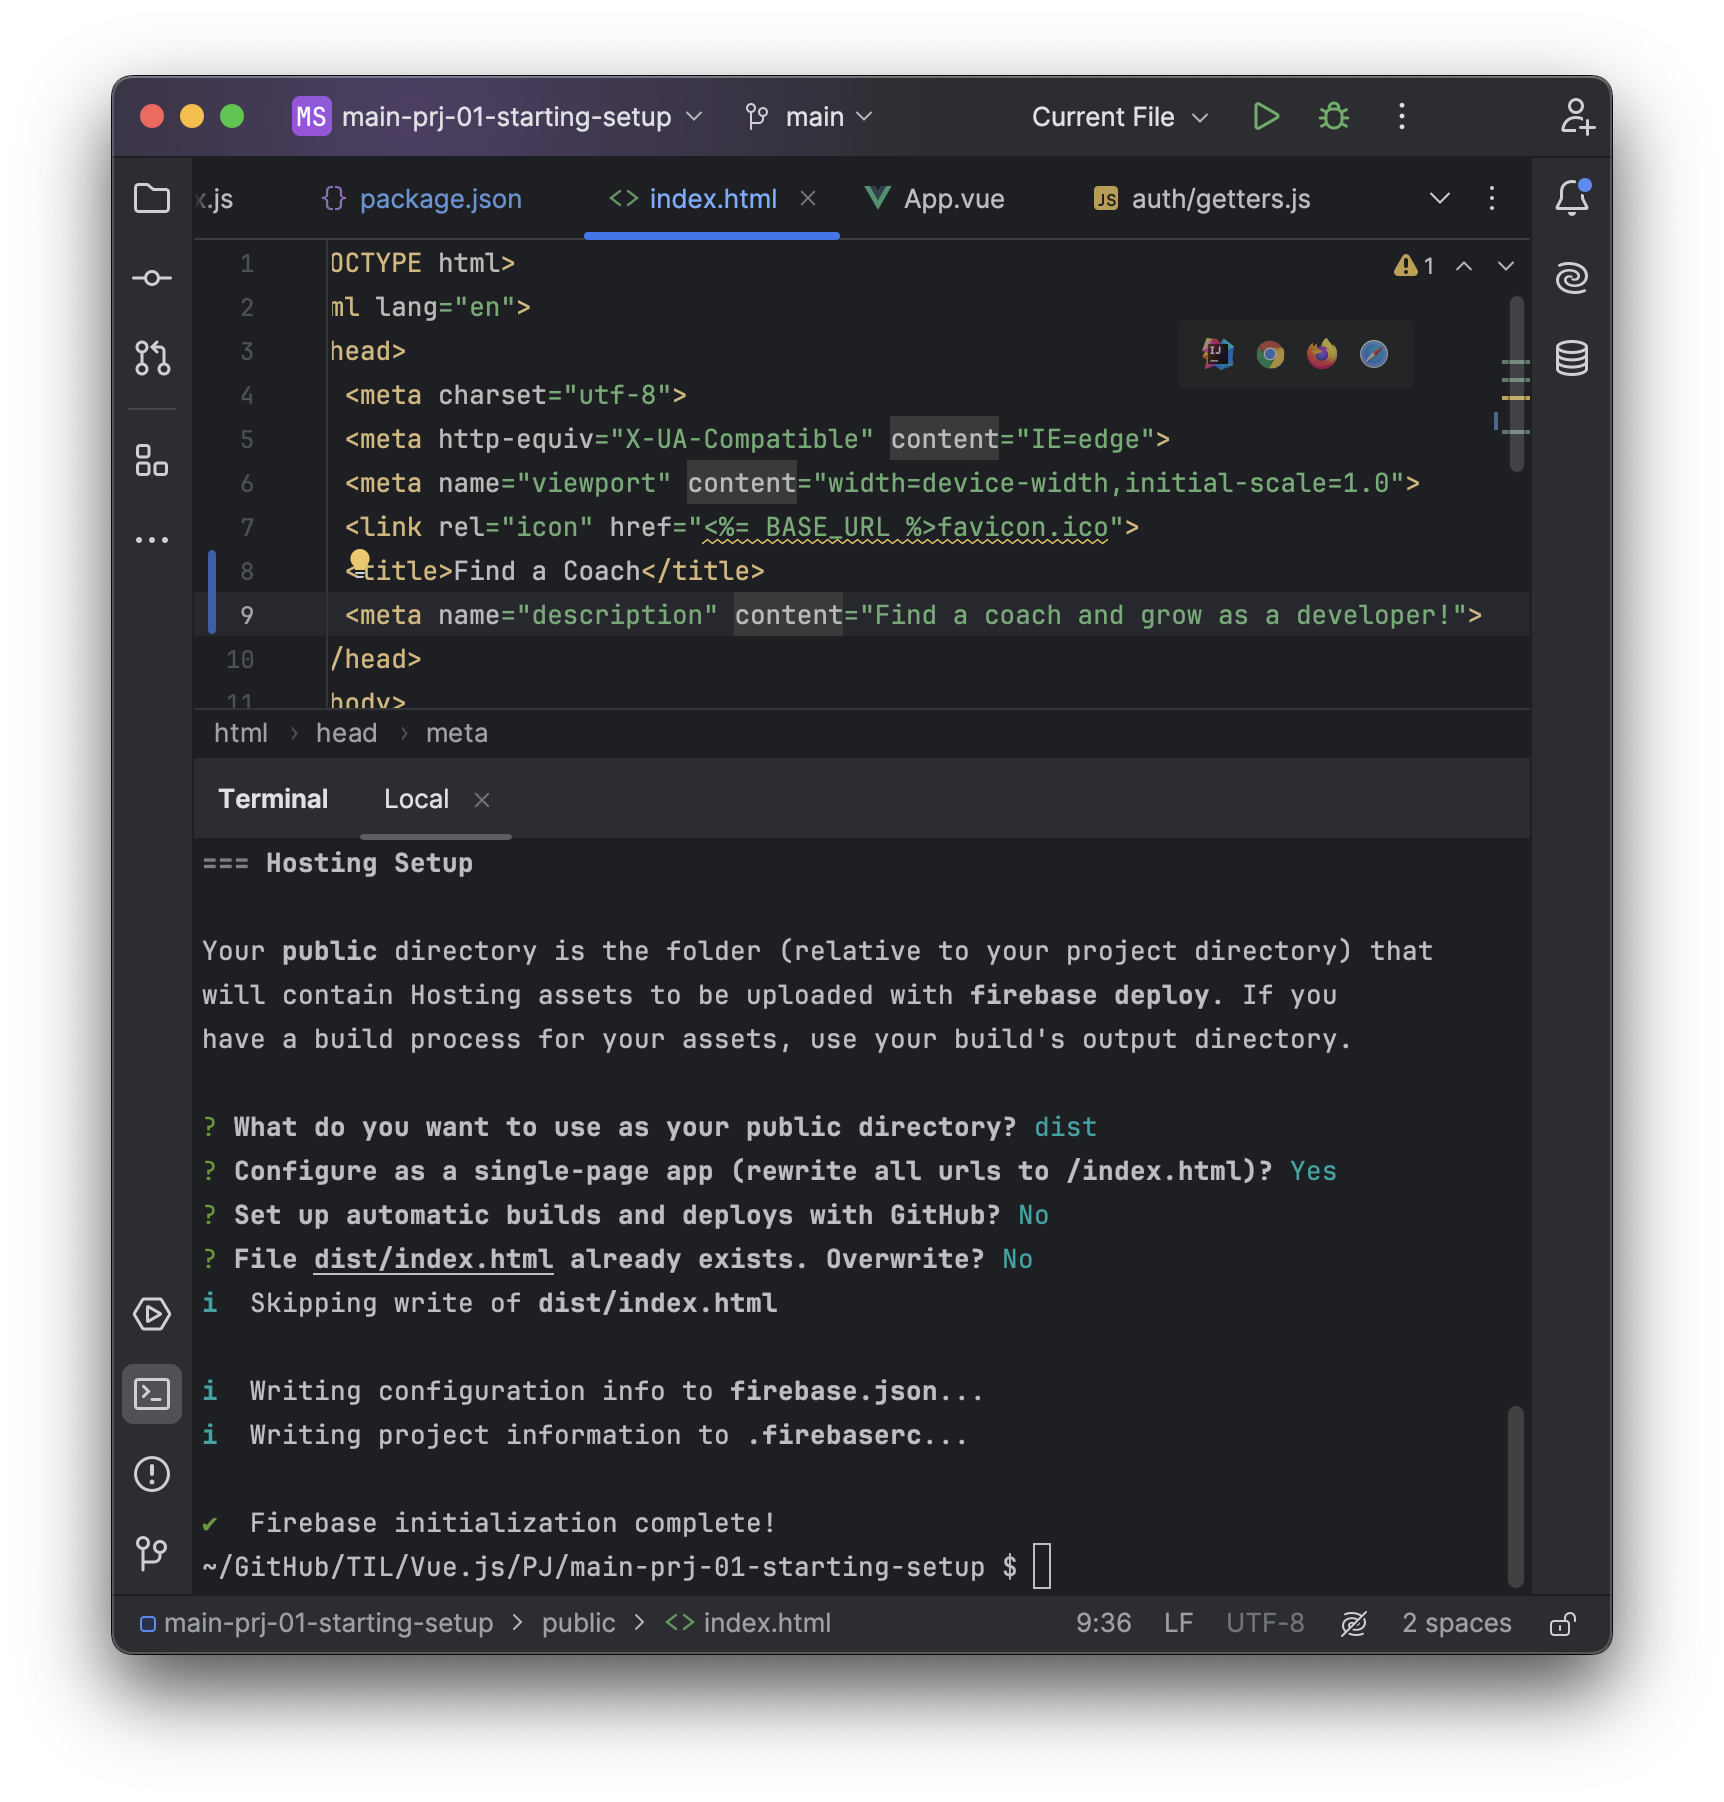 MS main-prj-01-starting-setup main Current File
x.js {} package.json <> index.html App.vue JS auth/getters.js
1 OCTYPE html>
1
2 ml lang="en">
3 head>
4 <meta charset="utf-8">
5 <meta http-equiv="X-UA-Compatible" content="IE=edge">
6 <meta name="viewport" content="width=device-width,initial-scale=1.0">
7 <link rel="icon" href="<%= BASE_URL %>favicon.ico">
8 <title>Find a Coach</title>
9 <meta name="description" content="Find a coach and grow as a developer!">
10 /head>
11 body>
html › head › meta
Terminal Local
=== Hosting Setup
Your public directory is the folder (relative to your project directory) that
will contain Hosting assets to be uploaded with firebase deploy. If you
have a build process for your assets, use your build's output directory.
? What do you want to use as your public directory? dist
? Configure as a single-page app (rewrite all urls to /index.html)? Yes
? Set up automatic builds and deploys with GitHub? No
? File dist/index.html already exists. Overwrite? No
i Skipping write of dist/index.html
i Writing configuration info to firebase.json...
i Writing project information to .firebaserc...
✔ Firebase initialization complete!
~/GitHub/TIL/Vue.js/PJ/main-prj-01-starting-setup $
main-prj-01-starting-setup > public > <> index.html 9:36 LF UTF-8 2 spaces